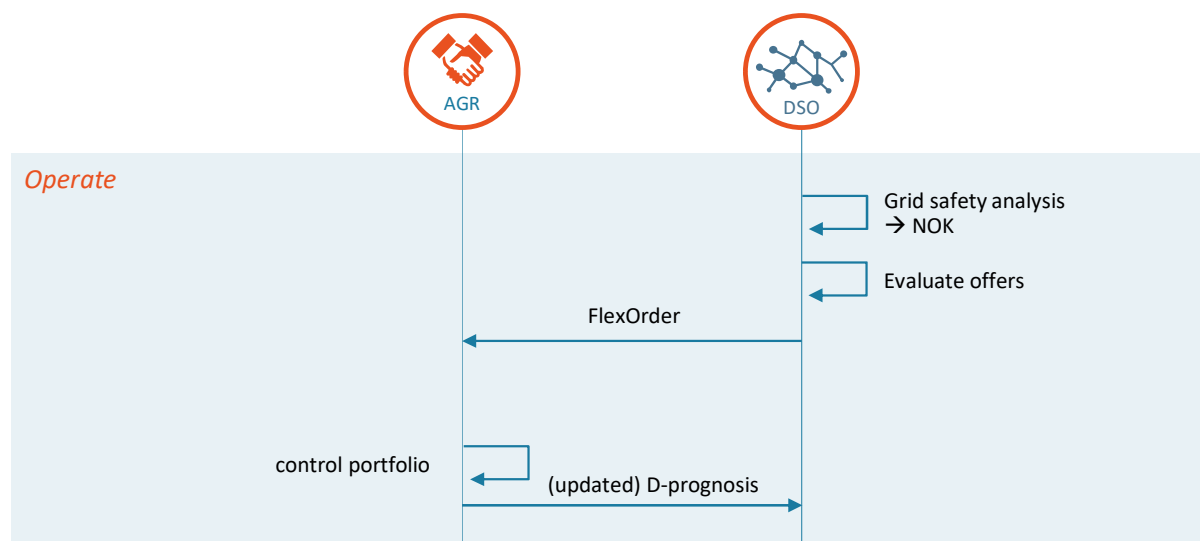 AGR
DSO
Operate
Grid safety analysis
→ NOK
Evaluate offers
FlexOrder
control portfolio
(updated) D-prognosis